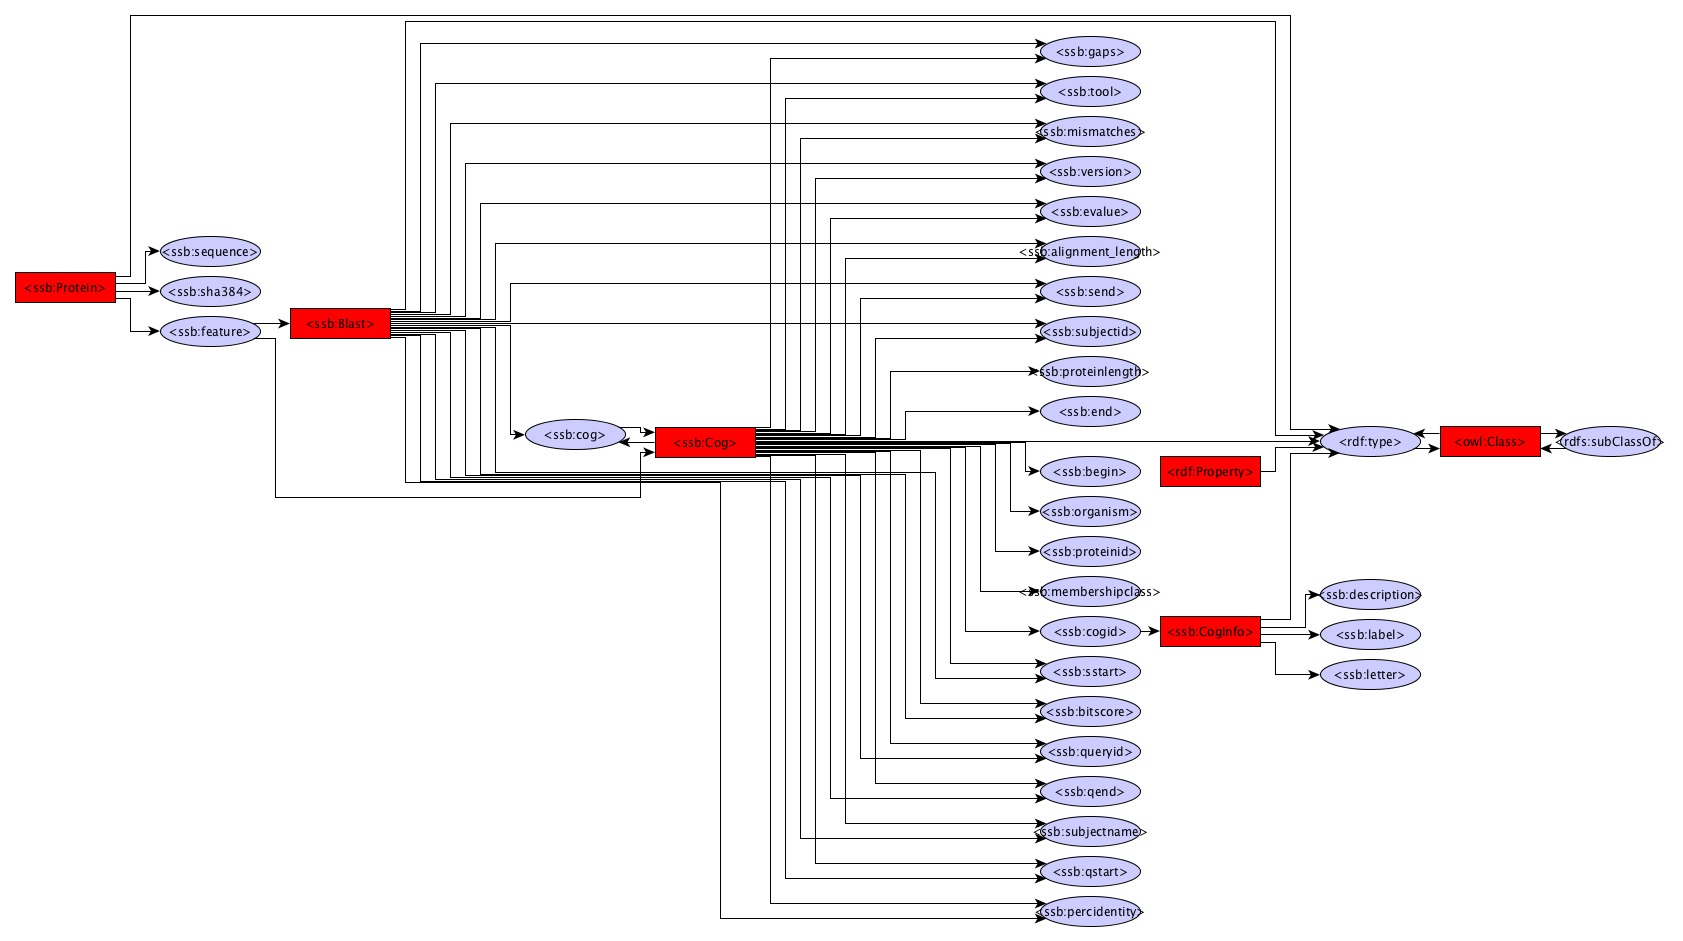 <ssb:Protein>
<ssb:sequence>
<ssb:sha384>
<ssb:feature>
<ssb:Blast>
<ssb:cog>
<ssb:Cog>
<ssb:gaps>
<ssb:tool>
<ssb:mismatches>
<ssb:version>
<ssb:evalue>
<ssb:alignment_length>
<ssb:send>
<ssb:subjectid>
<ssb:proteinlength>
<ssb:end>
<ssb:begin>
<ssb:organism>
<ssb:proteinid>
<ssb:membershipclass>
<ssb:cogid>
<ssb:sstart>
<ssb:bitscore>
<ssb:queryid>
<ssb:qend>
<ssb:subjectname>
<ssb:qstart>
<ssb:percidentity>
<rdf:Property>
<ssb:CogInfo>
<rdf:type>
<ssb:description>
<ssb:label>
<ssb:letter>
<owl:Class>
<rdfs:subClassOf>